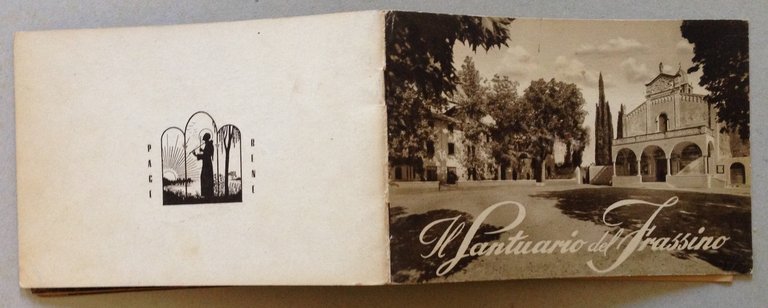 PACI
RINI
Il Santuario del Frassino